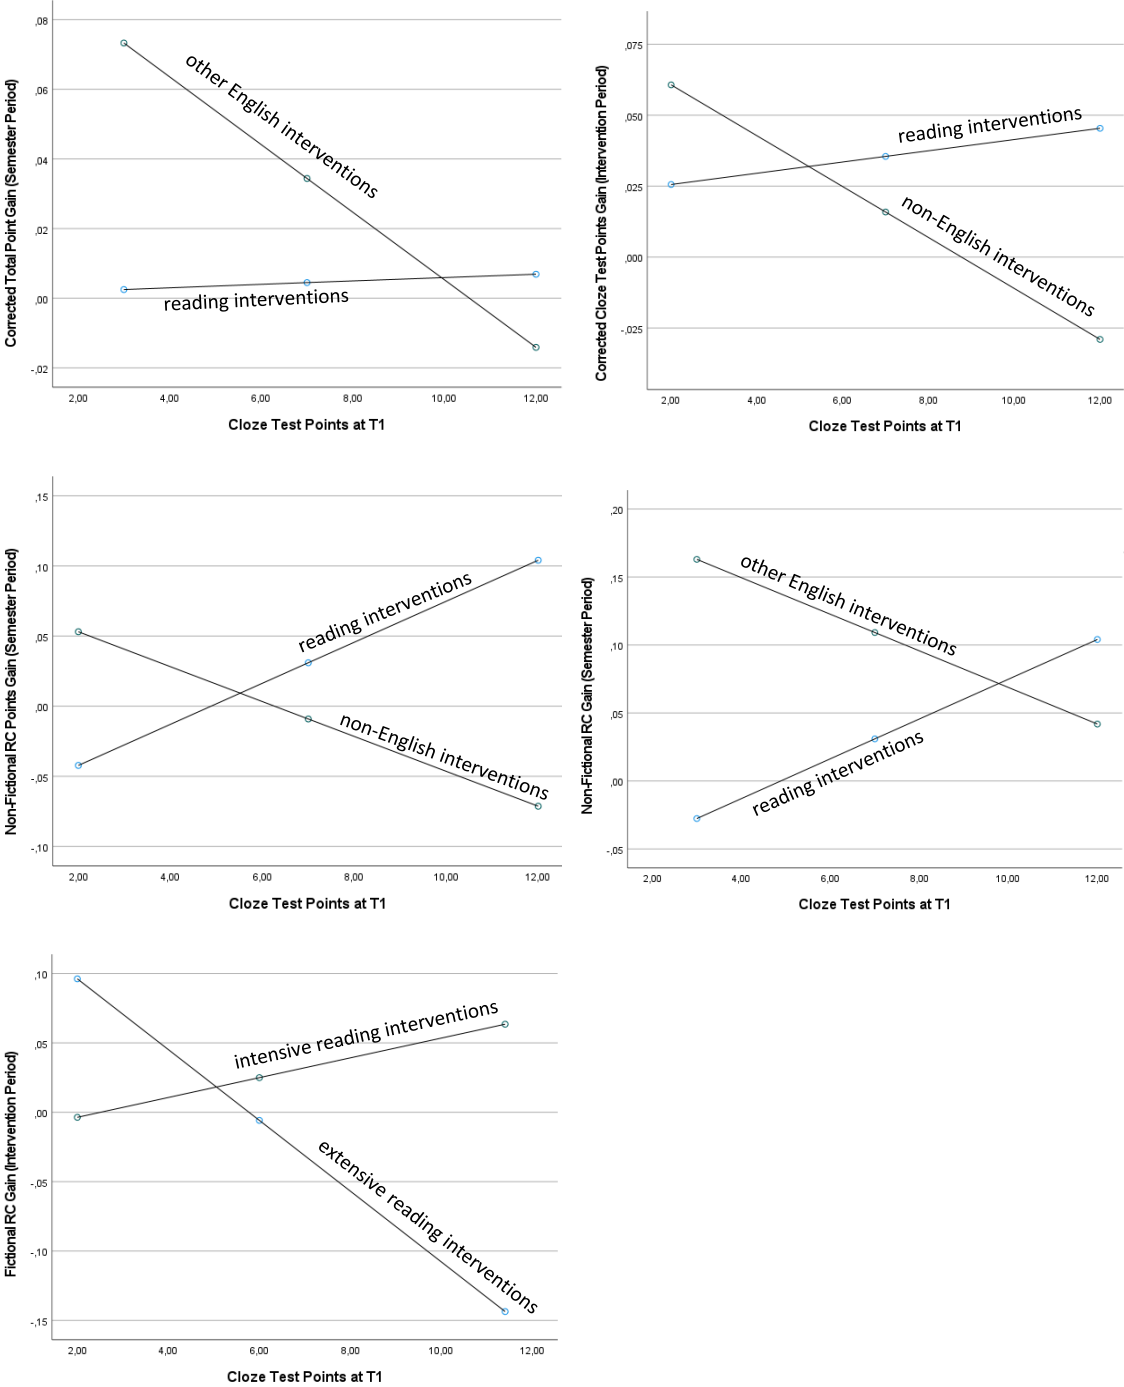 Corrected Total Point Gain (Semester Period)
,08
,06
,04
,02
,00
-,02
other English interventions
reading interventions
2,00 4,00 6,00 8,00 10,00 12,00
Cloze Test Points at T1
Corrected Cloze Test Points Gain (Intervention Period)
,075
,050
,025
,000
-,025
reading interventions
non-English interventions
2,00 4,00 6,00 8,00 10,00 12,00
Cloze Test Points at T1
Non-Fictional RC Points Gain (Semester Period)
,15
,10
,05
,00
-,05
-,10
reading interventions
non-English interventions
2,00 4,00 6,00 8,00 10,00 12,00
Cloze Test Points at T1
Non-Fictional RC Gain (Semester Period)
,20
,15
,10
,05
,00
-,05
other English interventions
reading interventions
2,00 4,00 6,00 8,00 10,00 12,00
Cloze Test Points at T1
Fictional RC Gain (Intervention Period)
,10
,05
,00
-,05
-,10
-,15
intensive reading interventions
extensive reading interventions
2,00 4,00 6,00 8,00 10,00 12,00
Cloze Test Points at T1